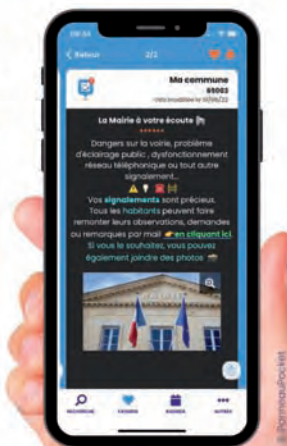 Retour
2/2
Ma commune
65003
La Mairie à votre écoute
Dangers sur la voirie, problème
d'éclairage public, dysfonctionnement
réseau téléphonique ou tout autre
signalement...
Vos signalements sont précieux.
Tous les habitants peuvent faire
remonter leurs observations, demandes
ou remarques par mail en cliquant ici
Si vous le souhaitez, vous pouvez
également joindre des photos
RECHERCHE FAVORIS AGENDA AUTRES
© PanneauPocket